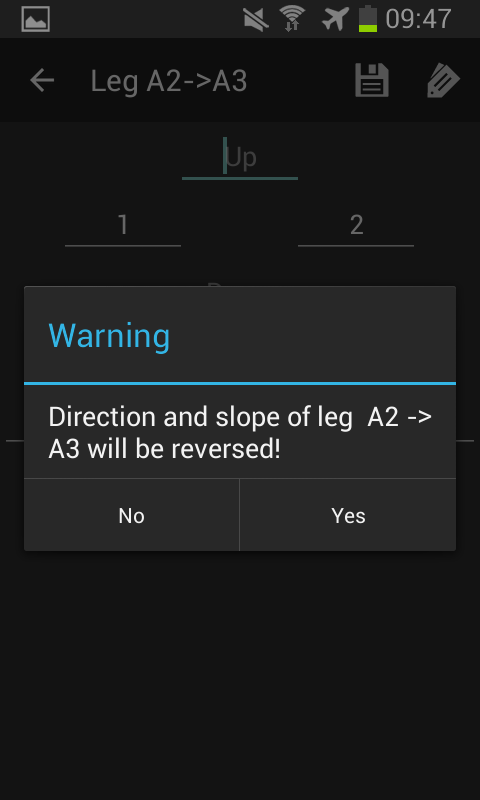 09:47
Leg A2->A3
Up
1 2
Warning
Direction and slope of leg  A2 ->
A3 will be reversed!
No Yes